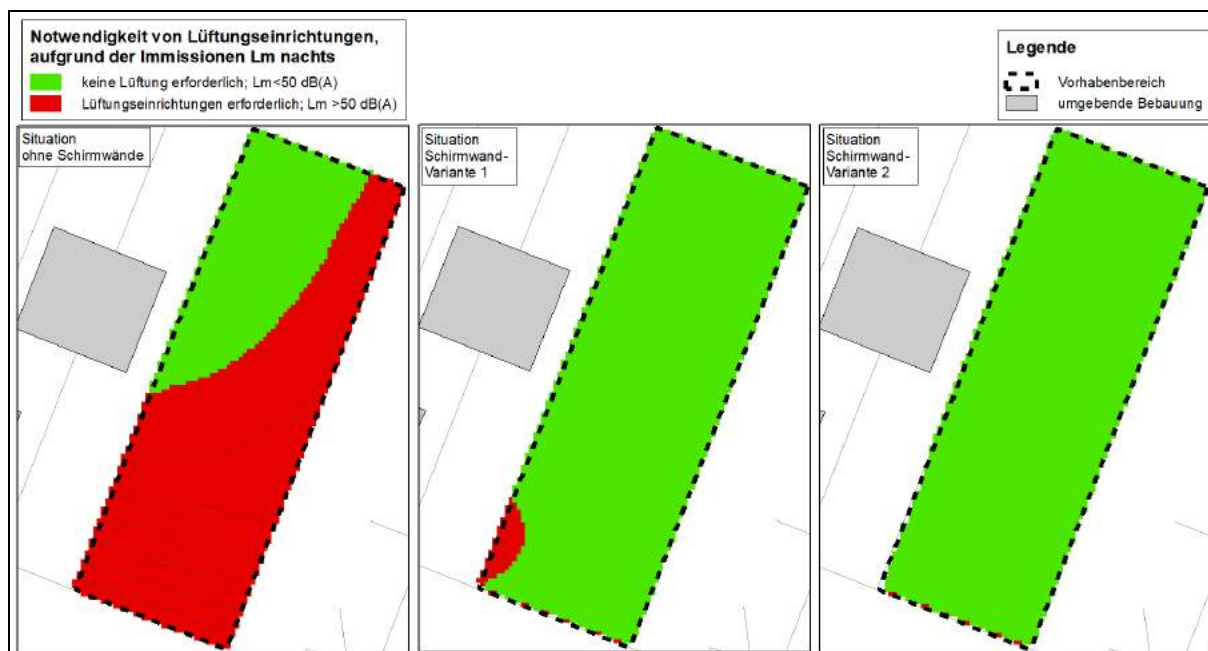 Notwendigkeit von Lüftungseinrichtungen,
aufgrund der Immissionen Lm nachts
keine Lüftung erforderlich; Lm<50 dB(A)
Lüftungseinrichtungen erforderlich; Lm >50 dB(A)
Legende
Vorhabenbereich
umgebende Bebauung
Situation
ohne Schirmwände
Situation
Schirmwand-
Variante 1
Situation
Schirmwand-
Variante 2